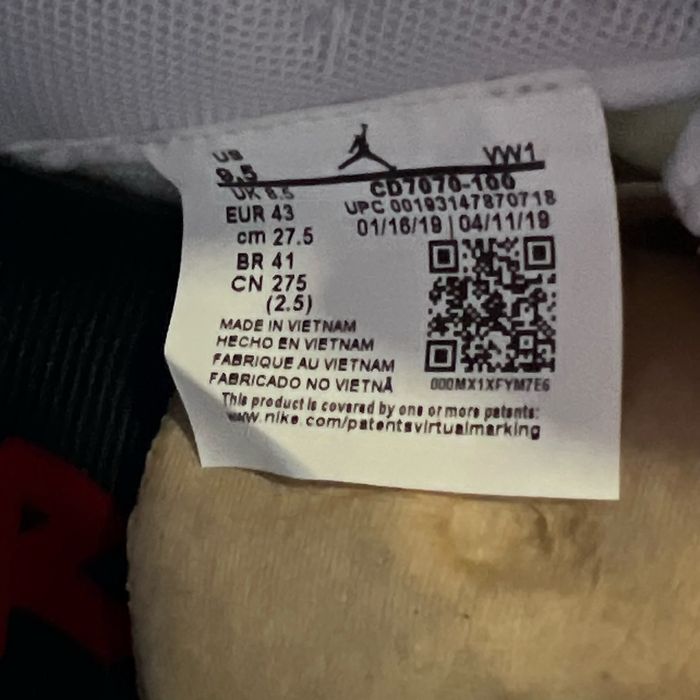 US
9.5
VW1
UK 8.5
CD7070-100
EUR 43
UPC 00193147870718
cm 27.5
01/16/19 | 04/11/19
BR 41
CN 275
(2.5)
MADE IN VIETNAM
HECHO EN VIETNAM
FABRIQUE AU VIETNAM
FABRICADO NO VIETNÃ
000MX1XFYM7E6
This product is covered by one or more patents:
www.nike.com/patentsvirtualmarking
R